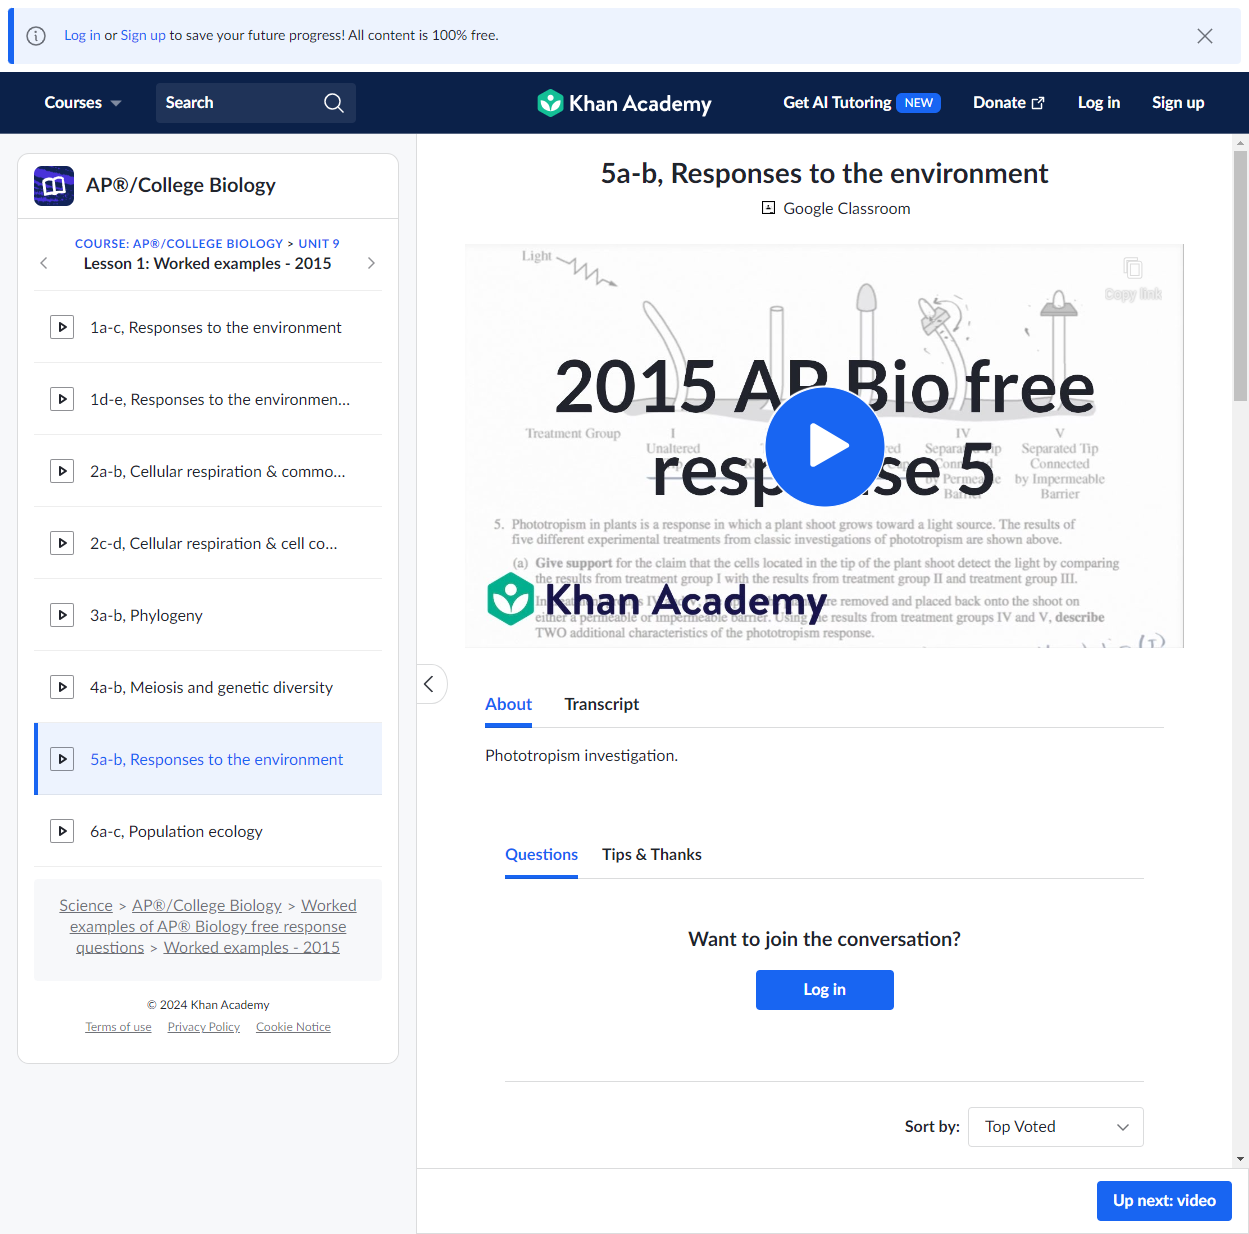 Log in or Sign up to save your future progress! All content is 100% free.
Courses
Search
Khan Academy
Get AI Tutoring NEW
Donate
Log in
Sign up
AP®/College Biology
COURSE: AP®/COLLEGE BIOLOGY > UNIT 9
Lesson 1: Worked examples - 2015
1a-c, Responses to the environment
1d-e, Responses to the environmen...
2a-b, Cellular respiration & commo...
2c-d, Cellular respiration & cell co...
3a-b, Phylogeny
4a-b, Meiosis and genetic diversity
5a-b, Responses to the environment
6a-c, Population ecology
Science > AP®/College Biology > Worked
examples of AP® Biology free response
questions > Worked examples - 2015
© 2024 Khan Academy
Terms of use Privacy Policy Cookie Notice
5a-b, Responses to the environment
Google Classroom
Light
Copy link
2015 AP Bio free
response 5
Treatment Group
I
Unaltered
IV
Separated Tip
Connected
by Permeable
Barrier
V
Separated Tip
Connected
by Impermeable
Barrier
5. Phototropism in plants is a response in which a plant shoot grows toward a light source. The results of
five different experimental treatments from classic investigations of phototropism are shown above.
(a) Give support for the claim that the cells located in the tip of the plant shoot detect the light by comparing
the results from treatment group I with the results from treatment group II and treatment group III.
are removed and placed back onto the shoot on
either a permeable or impermeable barrier. Using the results from treatment groups IV and V, describe
TWO additional characteristics of the phototropism response.
Khan Academy
About
Transcript
Phototropism investigation.
Questions
Tips & Thanks
Want to join the conversation?
Log in
Sort by:
Top Voted
Up next: video